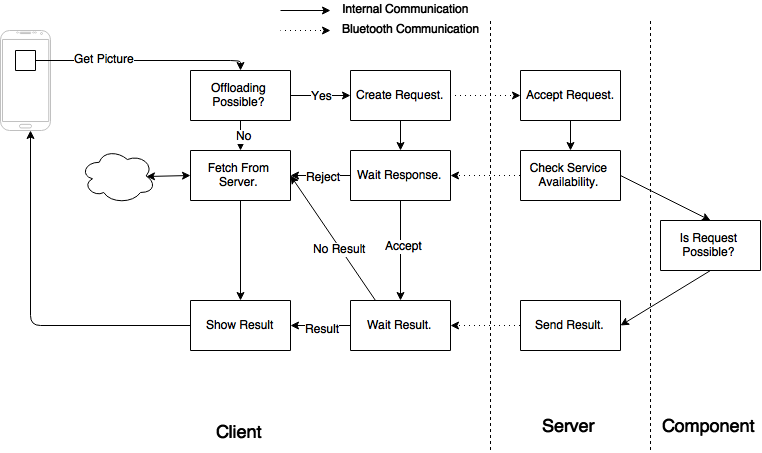 Internal Communication
Bluetooth Communication
Get Picture
Offloading
Possible?
Yes
Create Request.
Accept Request.
No
Fetch From
Server.
Reject
Wait Response.
Check Service
Availability.
Is Request
Possible?
No Result
Accept
Show Result
Result
Wait Result.
Send Result.
Client
Server
Component